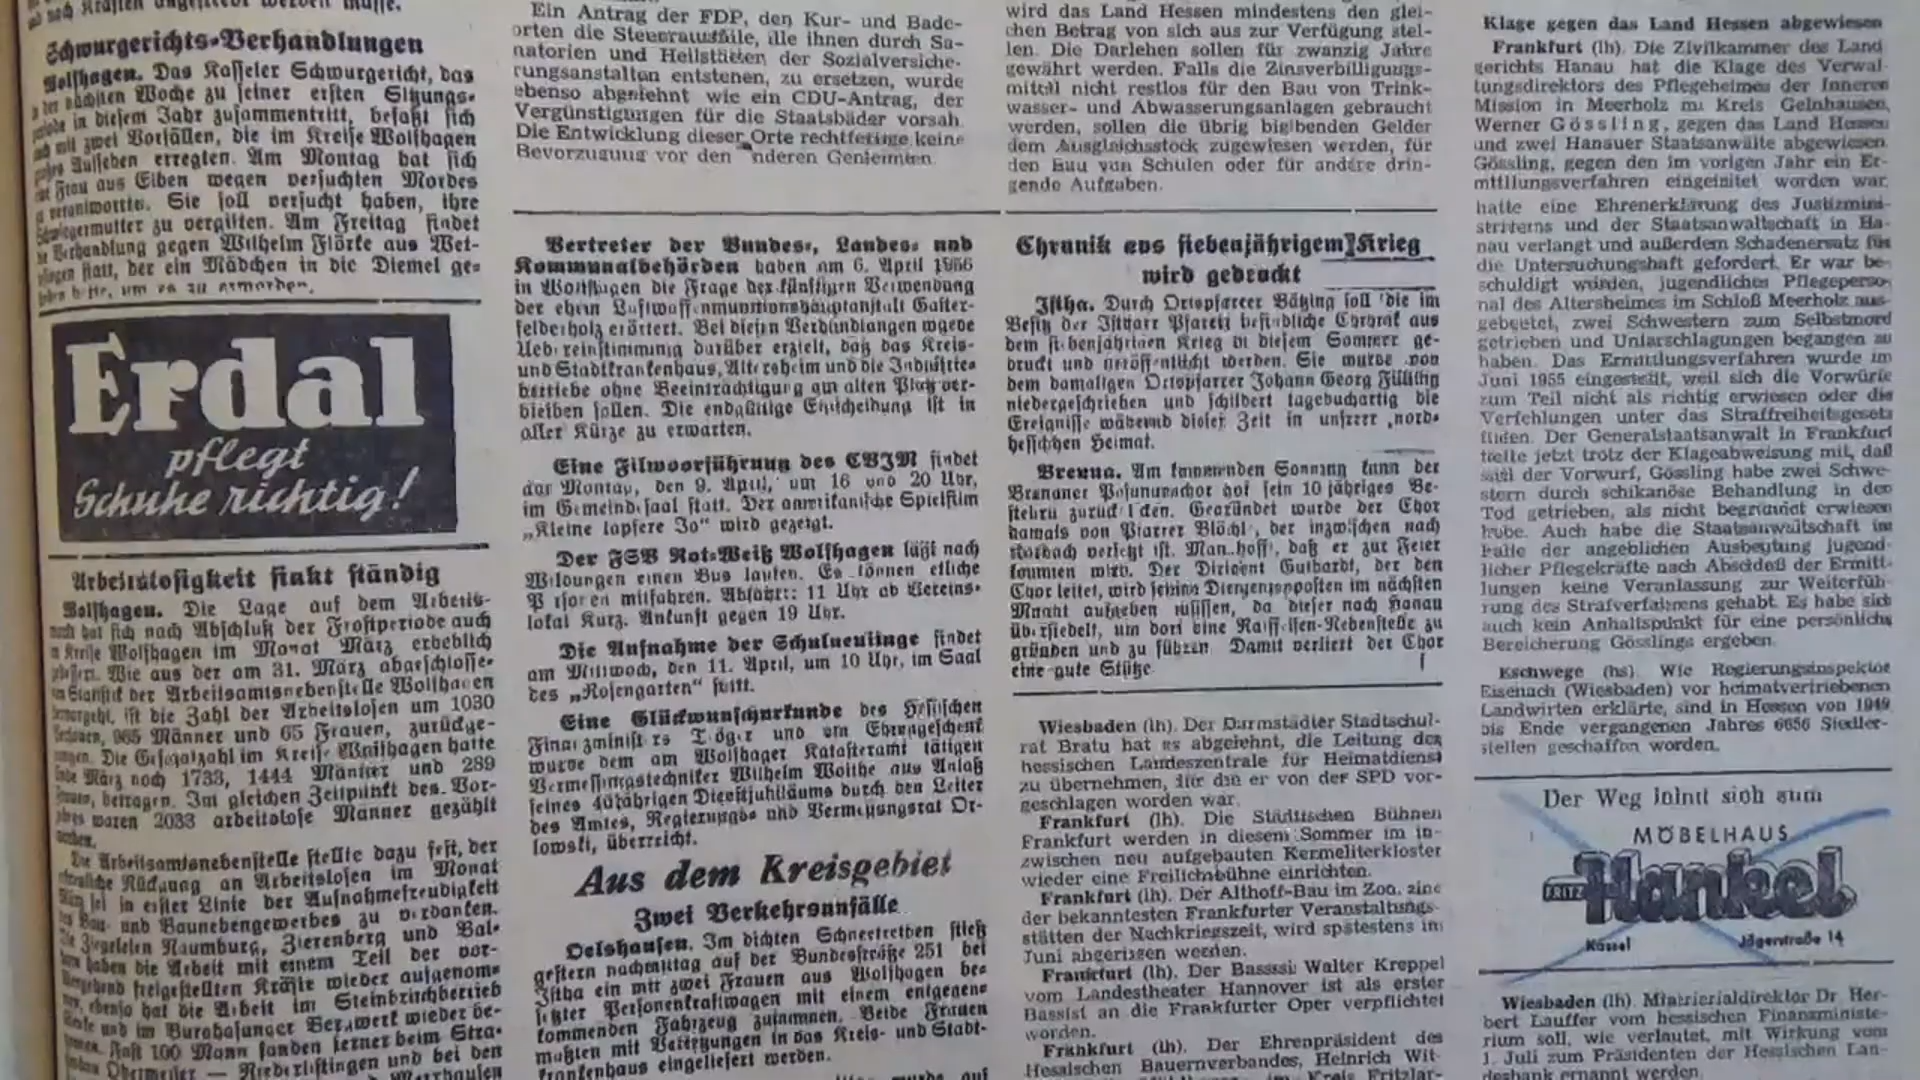 und nach Kräften
Schwurgerichts-Verhandlungen
Wolfhagen. Das Kasseler Schwurgericht, das
in der nächsten Woche zu seiner ersten Sitzungs-
periode in diesem Jahr zusammentritt, befaßt sich
auch mit zwei Vorfällen, die im Kreise Wolfhagen
großes Aufsehen erregten. Am Montag hat sich
eine Frau aus Elben wegen versuchten Mordes
zu verantworten. Sie soll versucht haben, ihre
Schwiegermutter zu vergiften. Am Freitag findet
die Verhandlung gegen Wilhelm Flörke aus Wet-
statt, der ein Mädchen in die Diemel ge-
um es zu ermorden.
Erdal
pflegt
Schuhe richtig!
Arbeitslosigkeit sinkt ständig
Wolfhagen. Die Lage auf dem Arbeits-
markt hat sich nach Abschluß der Frostperiode auch
im Kreise Wolfhagen im Monat März erheblich
gebessert. Wie aus der am 31. März abgeschlosse-
nen Statistik der Arbeitsamtsnebenstelle Wolfhagen
hervorgeht, ist die Zahl der Arbeitslosen um 1030
Personen, 965 Männer und 65 Frauen, zurückge-
gangen. Die Gesamtzahl im Kreise Wolfhagen hatte
Ende März noch 1733, 1444 Männer und 289
Frauen, betragen. Im gleichen Zeitpunkt des Vor-
jahres waren 2033 arbeitslose Männer gezählt
worden.
Die Arbeitsamtsnebenstelle stellte dazu fest, der
Rückgang an Arbeitslosen im Monat
März sei in erster Linie der Aufnahmefreudigkeit
des Bau- und Baunebengewerbes zu verdanken.
Die Ziegeleien Naumburg, Zierenberg und Bal-
haben die Arbeit mit einem Teil der vor-
freigestellten Kräfte wieder aufgenom-
men, ebenso hat die Arbeit im Steinbruchbetrieb
und im Burghasunger Bergwerk wieder be-
gonnen. Fast 100 Mann fanden ferner beim Stra-
Obermeiser — Niederlistingen und bei den
Ein Antrag der FDP, den Kur- und Bade-
orten die Steuerausfälle, die ihnen durch Sa-
natorien und Heilstätten der Sozialversiche-
rungsanstalten entstehen, zu ersetzen, wurde
ebenso abgelehnt wie ein CDU-Antrag, der
Vergünstigungen für die Staatsbäder vorsah.
Die Entwicklung dieser Orte rechtfertige keine
Bevorzugung vor den anderen Gemeinden.
Vertreter der Bundes-, Landes- und
Kommunalbehörden haben am 6. April 1956
in Wolfhagen die Frage der künftigen Verwendung
der ehem. Luftwaffenmunitionshauptanstalt Gaster-
felderholz erörtert. Bei diesen Verhandlungen wurde
Uebereinstimmung darüber erzielt, daß das Kreis-
und Stadtkrankenhaus, Altersheim und die Industrie-
betriebe ohne Beeinträchtigung am alten Platz ver-
bleiben sollen. Die endgültige Entscheidung ist in
aller Kürze zu erwarten.
Eine Filmvorführung des CVJM findet
am Montag, den 9. April, um 16 und 20 Uhr,
im Gemeindesaal statt. Der amerikanische Spielfilm
„Kleine tapfere Jo“ wird gezeigt.
Der FSV Rot-Weiß Wolfhagen läßt nach
Wildungen einen Bus laufen. Es können etliche
Personen mitfahren. Abfahrt: 11 Uhr ab Vereins-
lokal Kurz. Ankunft gegen 19 Uhr.
Die Aufnahme der Schulneulinge findet
am Mittwoch, den 11. April, um 10 Uhr, im Saal
des „Rosengarten“ statt.
Eine Glückwunschurkunde des Hessischen
Finanzministers und ein Ehrengeschenk
wurde dem am Wolfhager Katasteramt tätigen
Vermessungstechniker Wilhelm Wolthe aus Anlaß
seines 40jährigen Dienstjubiläums durch den Leiter
des Amtes, Regierungs- und Vermessungsrat Or-
lowski, überreicht.
Aus dem Kreisgebiet
Zwei Verkehrsunfälle
Oelshausen. Im dichten Schneetreiben stieß
gestern nachmittag auf der Bundesstraße 251 bei
Istha ein mit zwei Frauen aus Wolfhagen be-
setzter Personenkraftwagen mit einem entgegen-
kommenden Fahrzeug zusammen. Beide Frauen
mußten mit Verletzungen in das Kreis- und Stadt-
krankenhaus eingeliefert werden.
wurde auf
wird das Land Hessen mindestens den glei-
chen Betrag von sich aus zur Verfügung stel-
len. Die Darlehen sollen für zwanzig Jahre
gewährt werden. Falls die Zinsverbilligungs-
mittel nicht restlos für den Bau von Trink-
wasser- und Abwasserungsanlagen gebraucht
werden, sollen die übrig bleibenden Gelder
dem Ausgleichsstock zugewiesen werden, für
den Bau von Schulen oder für andere drin-
gende Aufgaben.
Chronik aus siebenjährigem Krieg
wird gedruckt
Istha. Durch Ortspfarrer Bätzing soll die im
Besitz der Isthaer Pfarrei befindliche Chronik aus
dem siebenjährigen Krieg in diesem Sommer ge-
druckt und veröffentlicht werden. Sie wurde von
dem damaligen Ortspfarrer Johann Georg
niedergeschrieben und schildert tagebuchartig die
Ereignisse während dieser Zeit in unserer nord-
hessischen Heimat.
Brenna. Am kommenden Sonntag kann der
Posaunenchor auf sein 10jähriges Be-
stehen zurückblicken. Gegründet wurde der Chor
damals von Pfarrer der inzwischen nach
versetzt ist. Man hofft, daß er zur Feier
kommen wird. Der Dirigent Guthardt, der den
Chor leitet, wird seinen Dirigentenposten im nächsten
Monat aufgeben müssen, da dieser nach Hanau
übersiedelt, um dort eine Raiffeisen-Nebenstelle zu
gründen und zu führen. Damit verliert der Chor
eine gute Stütze.
Wiesbaden (lh). Der Darmstädter Stadtschul-
rat Bratu hat es abgelehnt, die Leitung der
hessischen Landeszentrale für Heimatdienst
zu übernehmen, für die er von der SPD vor-
geschlagen worden war.
Frankfurt (lh). Die Städtischen Bühnen
Frankfurt werden in diesem Sommer im in-
zwischen neu aufgebauten Kermeliterkloster
wieder eine Freilichtbühne einrichten.
Frankfurt (lh). Der Althoff-Bau im Zoo, eine
der bekanntesten Frankfurter Veranstaltungs-
stätten der Nachkriegszeit, wird spätestens im
Juni abgerissen werden.
Frankfurt (lh). Der Bassist Walter Kreppel
vom Landestheater Hannover ist als erster
Bassist an die Frankfurter Oper verpflichtet
worden.
Frankfurt (lh). Der Ehrenpräsident des
Hessischen Bauernverbandes, Heinrich Wit-
im Kreis Fritzlar-
Klage gegen das Land Hessen abgewiesen
Frankfurt (lh). Die Zivilkammer des Land
gerichts Hanau hat die Klage des Verwal-
tungsdirektors des Pflegeheimes der Inneren
Mission in Meerholz im Kreis Gelnhausen,
Werner Gössling, gegen das Land Hessen
und zwei Hanauer Staatsanwälte abgewiesen.
Gössling, gegen den im vorigen Jahr ein Er-
mittlungsverfahren eingeleitet worden war,
hatte eine Ehrenerklärung des Justizmini-
steriums und der Staatsanwaltschaft in Ha-
nau verlangt und außerdem Schadenersatz für
die Untersuchungshaft gefordert. Er war be-
schuldigt worden, jugendliches Pflegeperso-
nal des Altersheimes im Schloß Meerholz aus-
gebeutet, zwei Schwestern zum Selbstmord
getrieben und Unterschlagungen begangen zu
haben. Das Ermittlungsverfahren wurde im
Juni 1955 eingestellt, weil sich die Vorwürfe
zum Teil nicht als richtig erwiesen oder die
Verfehlungen unter das Straffreiheitsgesetz
fielen. Der Generalstaatsanwalt in Frankfurt
teilte jetzt trotz der Klageabweisung mit, daß
sich der Vorwurf, Gössling habe zwei Schwe-
stern durch schikanöse Behandlung in den
Tod getrieben, als nicht begründet erwiesen
habe. Auch habe die Staatsanwaltschaft im
Falle der angeblichen Ausbeutung jugend-
licher Pflegekräfte nach Abschluß der Ermitt-
lungen keine Veranlassung zur Weiterfüh-
rung des Strafverfahrens gehabt. Es habe sich
auch kein Anhaltspunkt für eine persönliche
Bereicherung Gösslings ergeben.
Eschwege (hs). Wie Regierungsinspektor
Eisenach (Wiesbaden) vor heimatvertriebenen
Landwirten erklärte, sind in Hessen von 1949
bis Ende vergangenen Jahres 6656 Siedler-
stellen geschaffen worden.
Der Weg lohnt sich zum
MÖBELHAUS
FRITZ Hankel
Kassel Jägerstraße 14
Wiesbaden (lh). Ministerialdirektor Dr. Her-
bert Lauffer vom hessischen Finanzministe-
rium soll, wie verlautet, mit Wirkung vom
1. Juli zum Präsidenten der Hessischen Lan-
desbank ernannt werden.